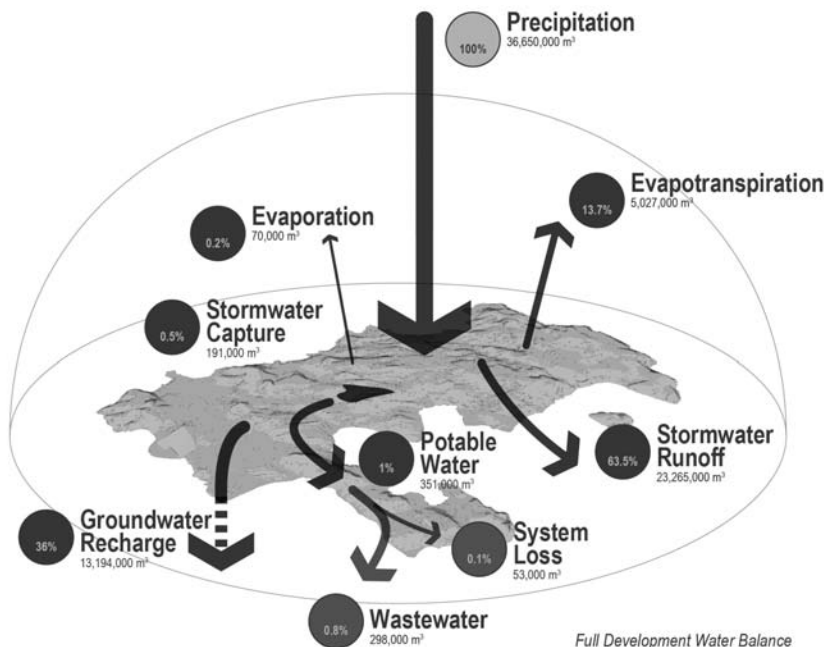 100%
Precipitation
36,650,000 m³
13.7%
Evapotranspiration
5,027,000 m³
0.2%
Evaporation
70,000 m³
0.5%
Stormwater
Capture
191,000 m³
1%
Potable
Water
351,000 m³
63.5%
Stormwater
Runoff
23,265,000 m³
36%
Groundwater
Recharge
13,194,000 m³
0.1%
System
Loss
53,000 m³
0.8%
Wastewater
298,000 m³
Full Development Water Balance